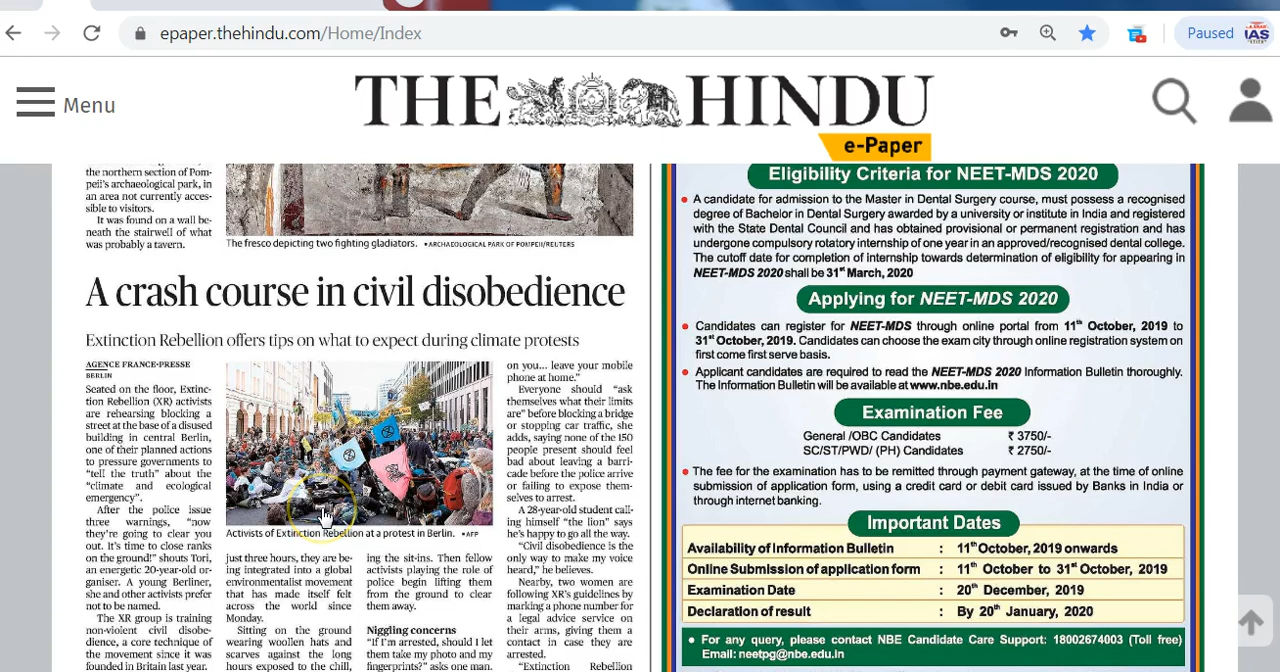 epaper.thehindu.com/Home/Index
Paused
IAS
Menu
THE HINDU
e-Paper
the northern section of Pom-
peii's archaeological park, in
an area not currently acces-
sible to visitors.
It was found on a wall be-
neath the stairwell of what
was probably a tavern.
The fresco depicting two fighting gladiators. •ARCHAEOLOGICAL PARK OF POMPEII/REUTERS
A crash course in civil disobedience
Extinction Rebellion offers tips on what to expect during climate protests
AGENCE FRANCE-PRESSE
BERLIN
Seated on the floor, Extinc-
tion Rebellion (XR) activists
are rehearsing blocking a
street at the base of a disused
building in central Berlin,
one of their planned actions
to pressure governments to
“tell the truth” about the
“climate and ecological
emergency”.
After the police issue
three warnings, “now
they're going to clear you
out. It's time to close ranks
on the ground!” shouts Tori,
an energetic 20-year-old or-
ganiser. A young Berliner,
she and other activists prefer
not to be named.
The XR group is training
non-violent civil disobe-
dience, a core technique of
the movement since it was
founded in Britain last year.
Activists of Extinction Rebellion at a protest in Berlin. •AFP
just three hours, they are be-
ing integrated into a global
environmentalist movement
that has made itself felt
across the world since
Monday.
Sitting on the ground
wearing woollen hats and
scarves against the long
hours exposed to the chill,
ing the sit-ins. Then fellow
activists playing the role of
police begin lifting them
from the ground to clear
them away.
Niggling concerns
“If I'm arrested, should I let
them take my photo and my
fingerprints?” asks one man.
on you... leave your mobile
phone at home.”
Everyone should “ask
themselves what their limits
are” before blocking a bridge
or stopping car traffic, she
adds, saying none of the 150
people present should feel
bad about leaving a barri-
cade before the police arrive
or failing to expose them-
selves to arrest.
A 28-year-old student call-
ing himself “the lion” says
he's happy to go all the way.
“Civil disobedience is the
only way to make my voice
heard,” he believes.
Nearby, two women are
following XR's guidelines by
marking a phone number for
a legal advice service on
their arms, giving them a
contact in case they are
arrested.
“Extinction Rebellion
Eligibility Criteria for NEET-MDS 2020
• A candidate for admission to the Master in Dental Surgery course, must possess a recognised
degree of Bachelor in Dental Surgery awarded by a university or institute in India and registered
with the State Dental Council and has obtained provisional or permanent registration and has
undergone compulsory rotatory internship of one year in an approved/recognised dental college.
The cutoff date for completion of internship towards determination of eligibility for appearing in
NEET-MDS 2020 shall be 31st March, 2020
Applying for NEET-MDS 2020
• Candidates can register for NEET-MDS through online portal from 11th October, 2019 to
31st October, 2019. Candidates can choose the exam city through online registration system on
first come first serve basis.
• Applicant candidates are required to read the NEET-MDS 2020 Information Bulletin thoroughly.
The Information Bulletin will be available at www.nbe.edu.in
Examination Fee
General /OBC Candidates ₹ 3750/-
SC/ST/PWD/ (PH) Candidates ₹ 2750/-
• The fee for the examination has to be remitted through payment gateway, at the time of online
submission of application form, using a credit card or debit card issued by Banks in India or
through internet banking.
Important Dates
Availability of Information Bulletin : 11th October, 2019 onwards
Online Submission of application form : 11th October to 31st October, 2019
Examination Date : 20th December, 2019
Declaration of result : By 20th January, 2020
• For any query, please contact NBE Candidate Care Support: 18002674003 (Toll free)
Email: neetpg@nbe.edu.in